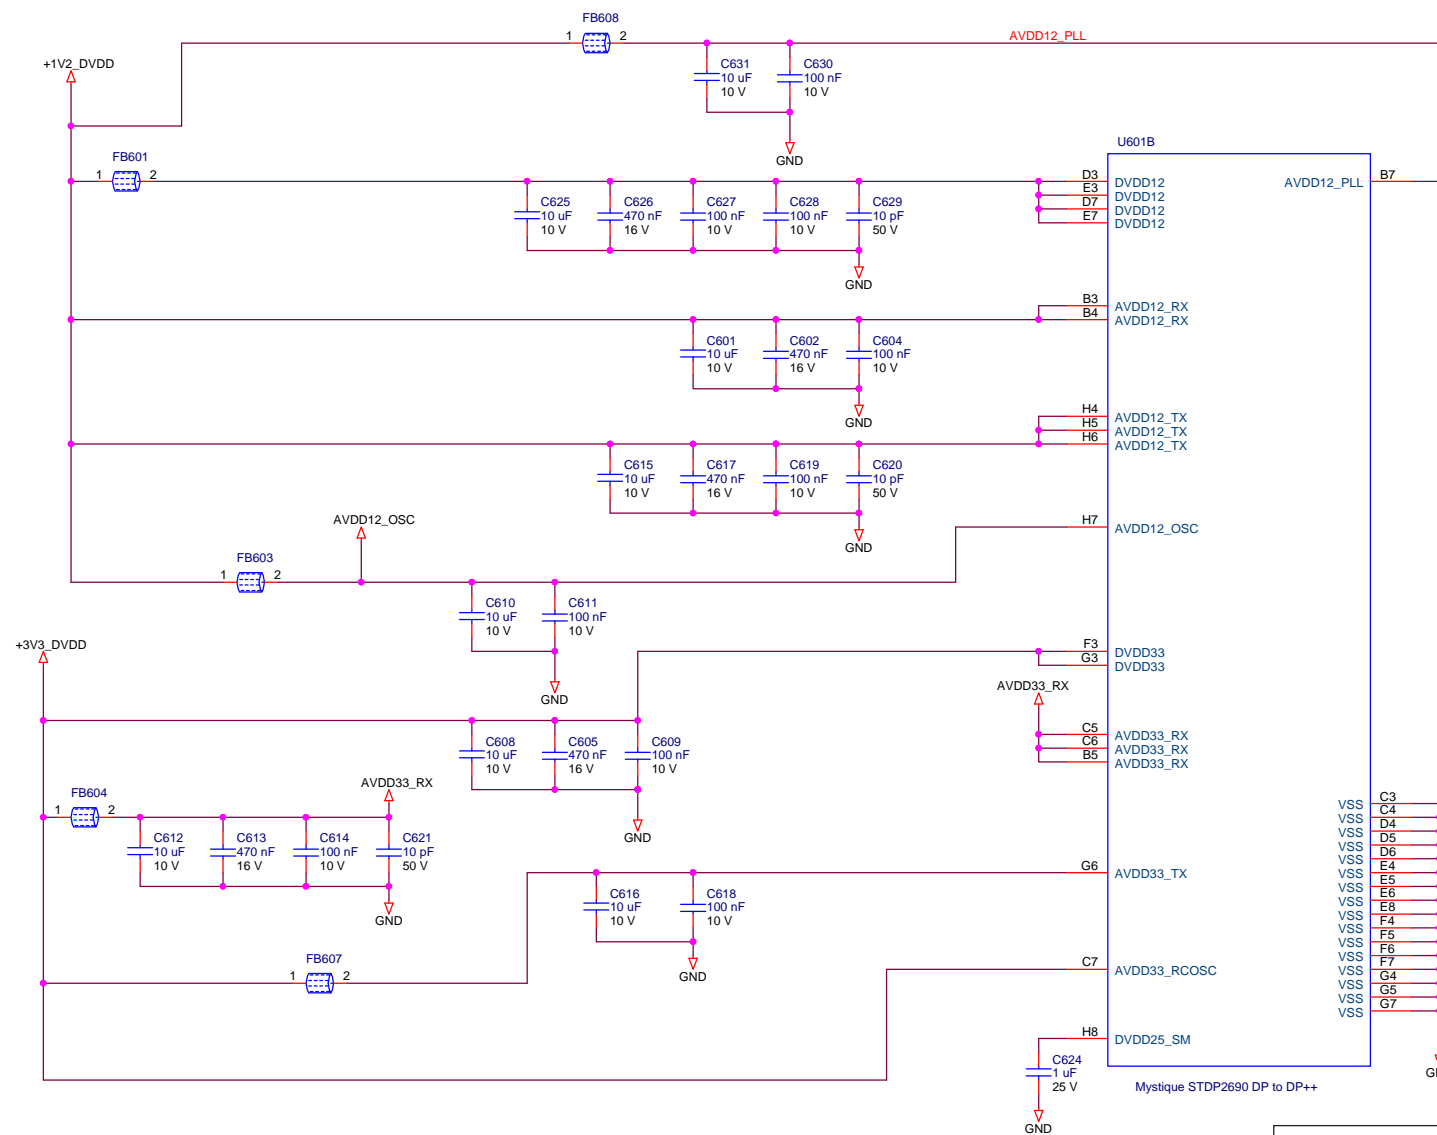 FB608
1 2
AVDD12_PLL
+1V2_DVDD
C631
10 uF
10 V
C630
100 nF
10 V
GND
U601B
FB601
1 2
C625
10 uF
10 V
C626
470 nF
16 V
C627
100 nF
10 V
C628
100 nF
10 V
C629
10 pF
50 V
GND
D3 DVDD12
E3 DVDD12
D7 DVDD12
E7 DVDD12
AVDD12_PLL B7
B3 AVDD12_RX
B4 AVDD12_RX
C601
10 uF
10 V
C602
470 nF
16 V
C604
100 nF
10 V
GND
H4 AVDD12_TX
H5 AVDD12_TX
H6 AVDD12_TX
C615
10 uF
10 V
C617
470 nF
16 V
C619
100 nF
10 V
C620
10 pF
50 V
GND
AVDD12_OSC
H7 AVDD12_OSC
FB603
1 2
C610
10 uF
10 V
C611
100 nF
10 V
GND
+3V3_DVDD
F3 DVDD33
G3 DVDD33
AVDD33_RX
C5 AVDD33_RX
C6 AVDD33_RX
B5 AVDD33_RX
C608
10 uF
10 V
C605
470 nF
16 V
C609
100 nF
10 V
GND
FB604
1 2
AVDD33_RX
C612
10 uF
10 V
C613
470 nF
16 V
C614
100 nF
10 V
C621
10 pF
50 V
GND
G6 AVDD33_TX
C616
10 uF
10 V
C618
100 nF
10 V
GND
FB607
1 2
C7 AVDD33_RCOSC
VSS C3
VSS C4
VSS D4
VSS D5
VSS D6
VSS E4
VSS E5
VSS E6
VSS E8
VSS F4
VSS F5
VSS F6
VSS F7
VSS G4
VSS G5
VSS G7
H8 DVDD25_SM
C624
1 uF
25 V
GND
Mystique STDP2690 DP to DP++